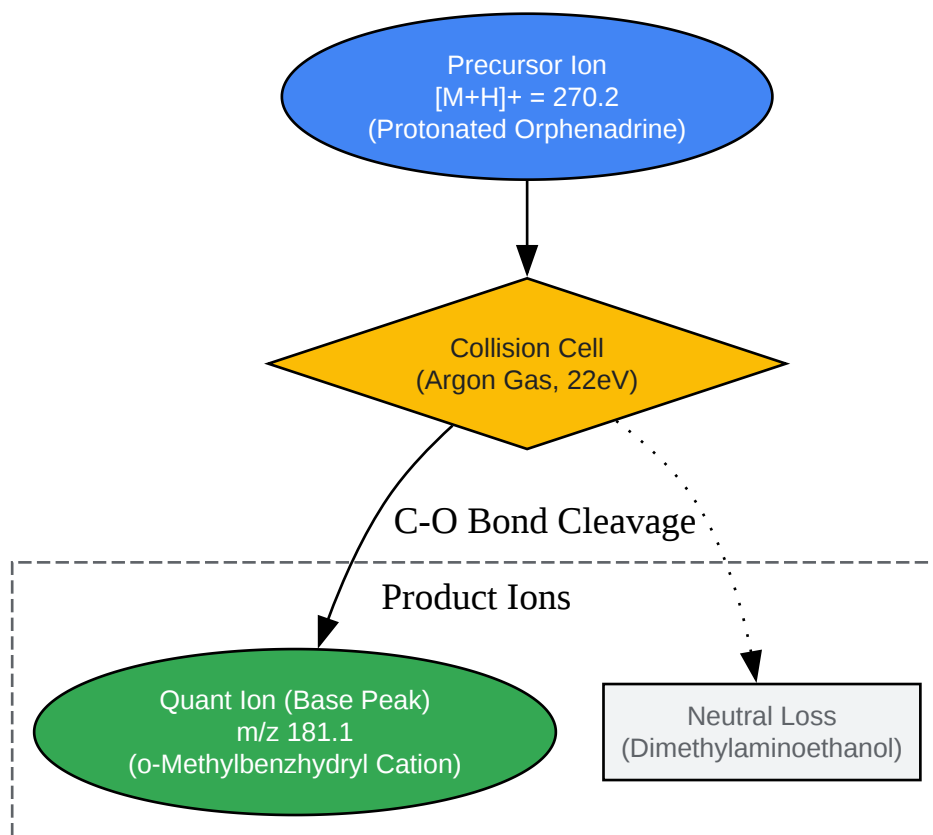 Precursor Ion
[M+H]+ = 270.2
(Protonated Orphenadrine)
Collision Cell
(Argon Gas, 22eV)
C-O Bond Cleavage
Product Ions
Quant Ion (Base Peak)
m/z 181.1
(o-Methylbenzhydryl Cation)
Neutral Loss
(Dimethylaminoethanol)